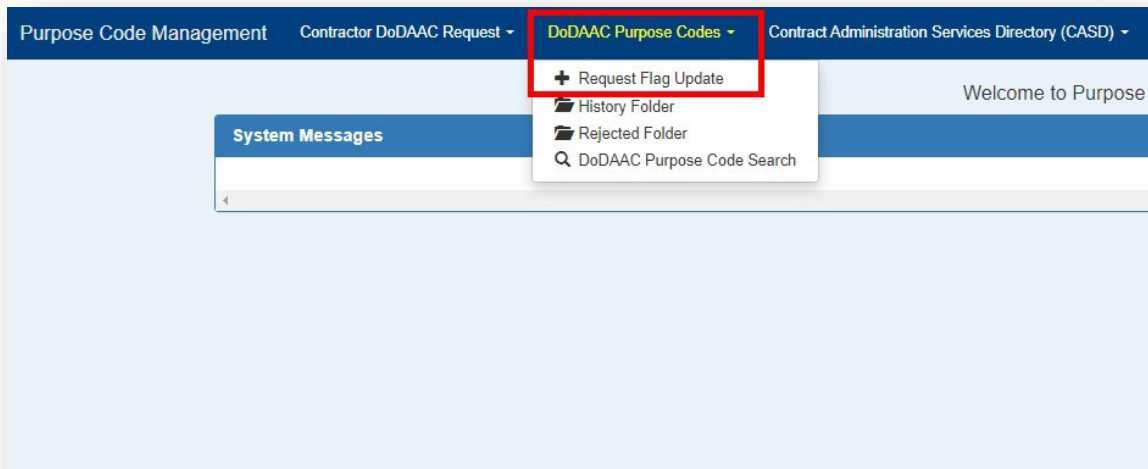 Purpose Code Management Contractor DoDAAC Request DoDAAC Purpose Codes Contract Administration Services Directory (CASD)
Request Flag Update
Welcome to Purpose
History Folder
System Messages
Rejected Folder
DoDAAC Purpose Code Search